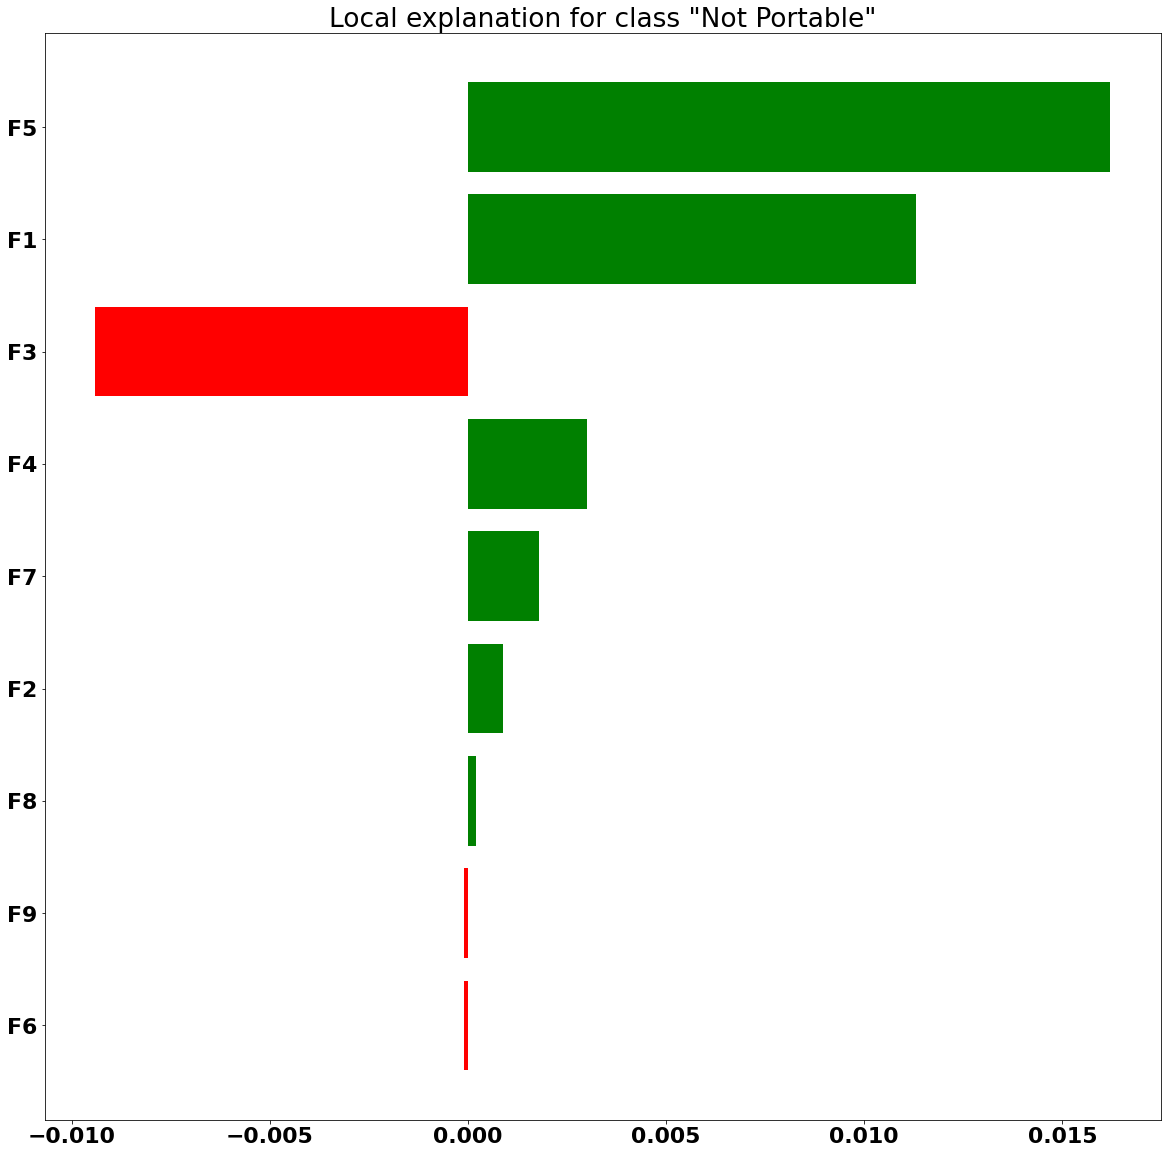 Local explanation for class "Not Portable"
F5
F1
F3
F4
F7
F2
F8
F9
F6
−0.010 −0.005 0.000 0.005 0.010 0.015